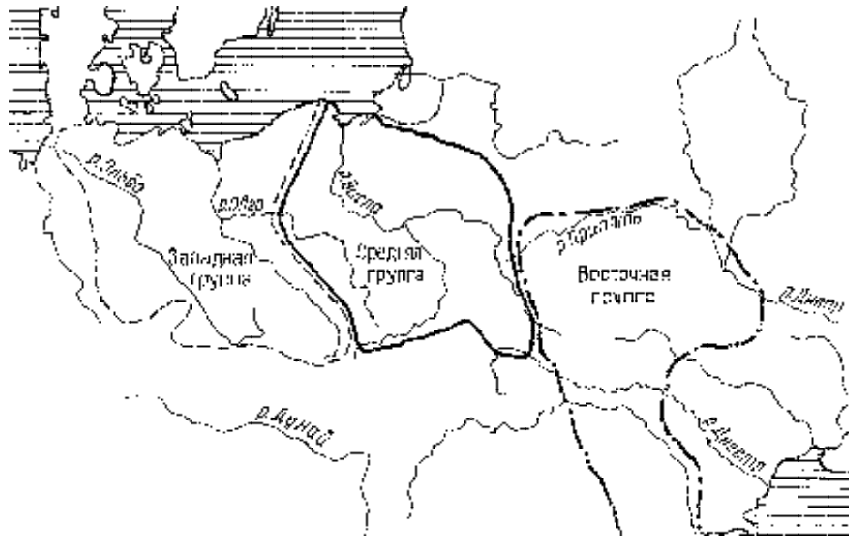 р.Эльба
р.Одер
р.Висла
Западная
группа
Средняя
группа
р.Припять
Восточная
группа
р.Днепр
р.Дунай
р.Днестр